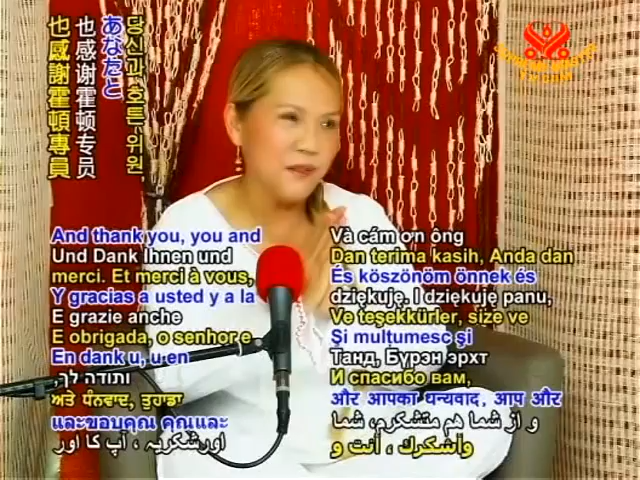 당신과 호튼 위원,
あなたと
也感谢霍顿专员
也感謝霍頓專員
And thank you, you and
Und Dank Ihnen und
merci. Et merci à vous,
Y gracias a usted y a la
E grazie anche
E obrigada, o senhor e
En dank u, u en
ותודה לך,
ਅਤੇ ਧੰਨਵਾਦ, ਤੁਹਾਡਾ
และขอบคุณ คุณและ
اورشکریہ ، آپ کا اور
Và cám ơn ông
Dan terima kasih, Anda dan
És köszönöm önnek és
dziękuję. I dziękuję panu,
Ve teşekkürler, size ve
Şi mulţumesc şi
Танд, Бүрэн эрхт
И спасибо вам,
और आपका धन्यवाद, आप और
و از شما هم متشکرم، شما
وأشكرك ، أنت و